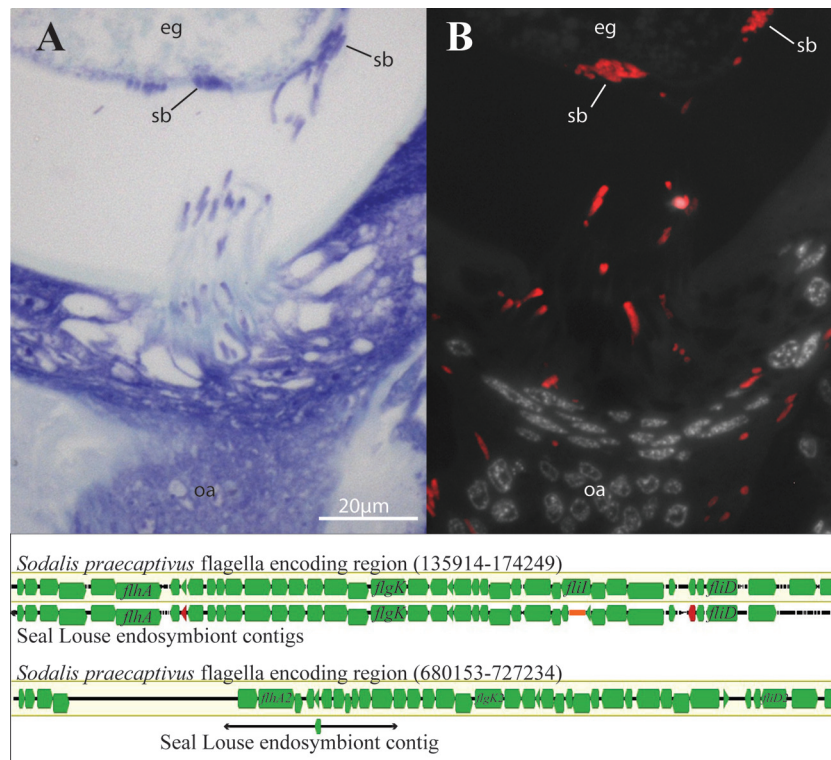 A
eg
sb
sb
oa
20μm
B
eg
sb
sb
oa
Sodalis praecaptivus flagella encoding region (135914-174249)
flhA flgK fliI fliD
flhA flgK fliD
Seal Louse endosymbiont contigs
Sodalis praecaptivus flagella encoding region (680153-727234)
flhA2 flgK2 fliD2
Seal Louse endosymbiont contig